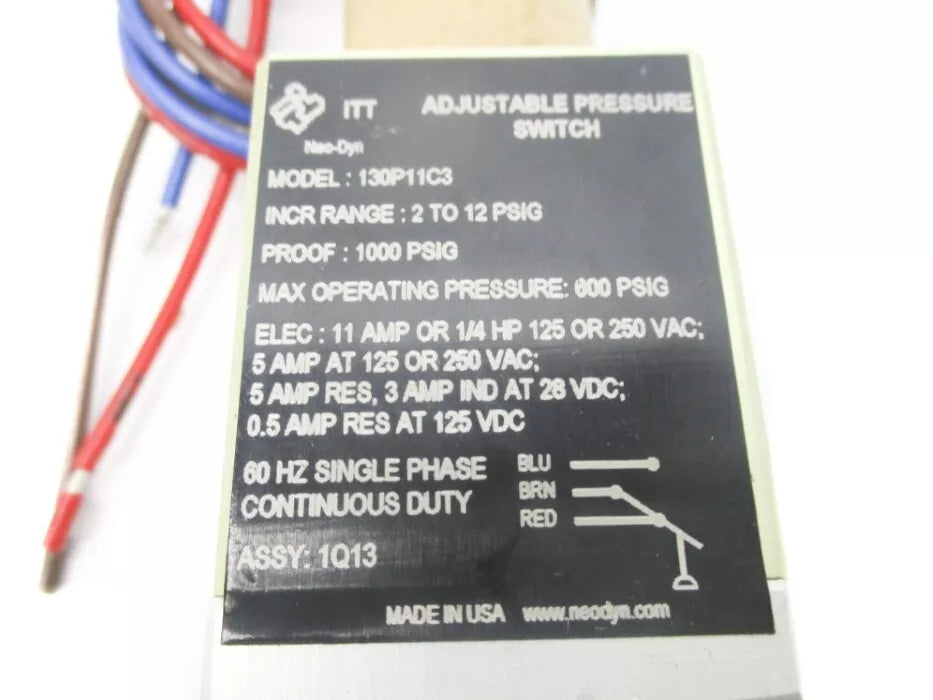 ITT
Neo-Dyn
ADJUSTABLE PRESSURE
SWITCH
MODEL : 130P11C3
INCR RANGE : 2 TO 12 PSIG
PROOF : 1000 PSIG
MAX OPERATING PRESSURE: 600 PSIG
ELEC : 11 AMP OR 1/4 HP 125 OR 250 VAC;
5 AMP AT 125 OR 250 VAC;
5 AMP RES, 3 AMP IND AT 28 VDC;
0.5 AMP RES AT 125 VDC
60 HZ SINGLE PHASE
CONTINUOUS DUTY
BLU
BRN
RED
ASSY: 1Q13
MADE IN USA www.neodyn.com